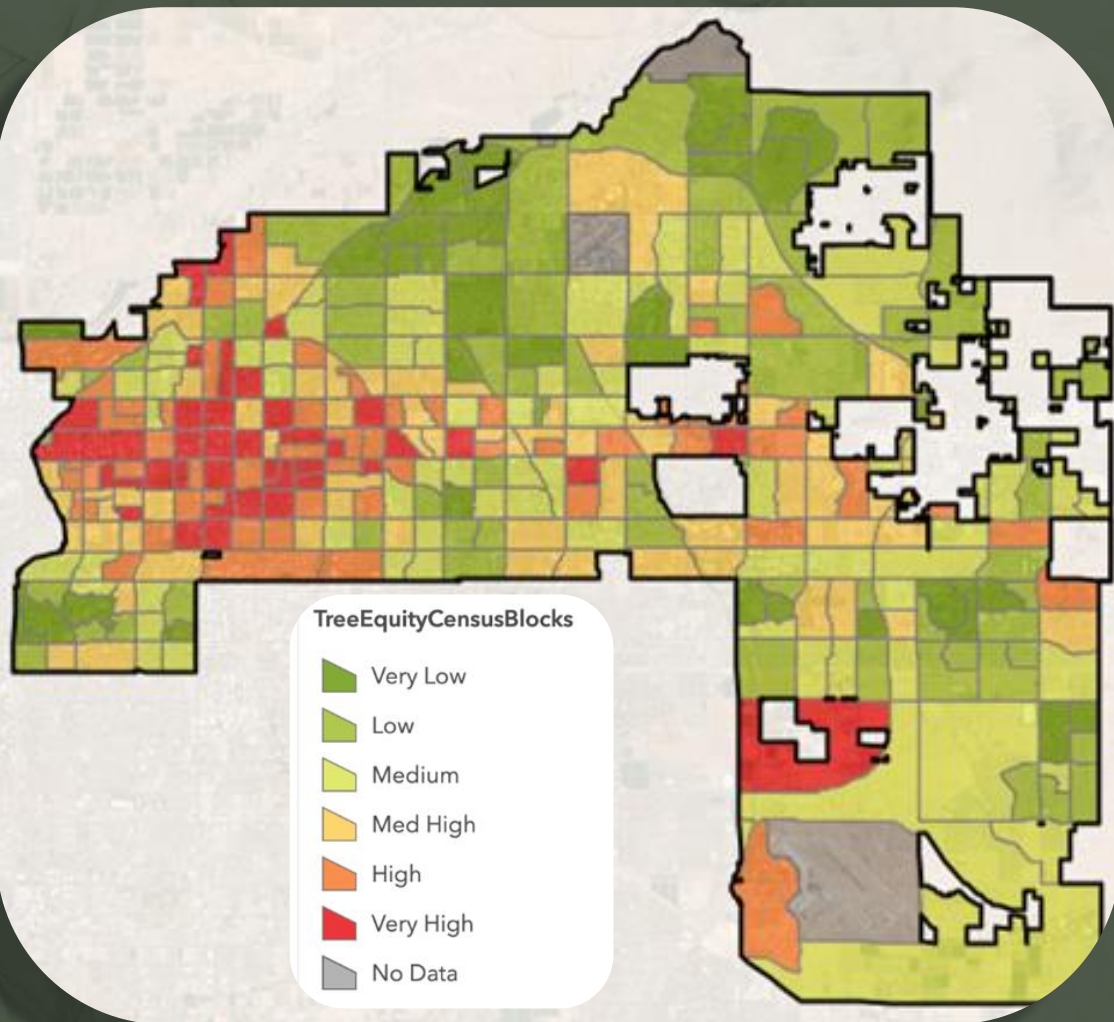 TreeEquityCensusBlocks
Very Low
Low
Medium
Med High
High
Very High
No Data